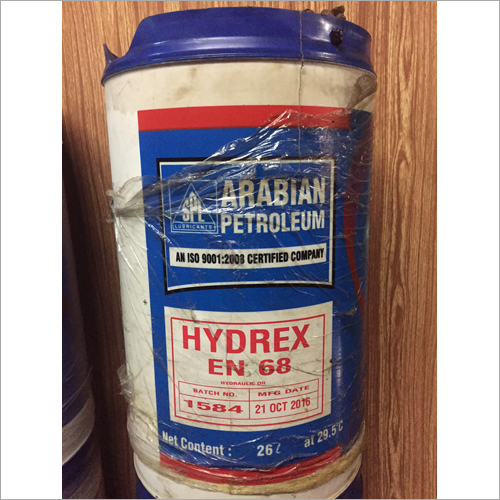 SPL
LUBRICANTS
ARABIAN
PETROLEUM
AN ISO 9001:2008 CERTIFIED COMPANY
HYDREX
EN 68
HYDRAULIC OIL
BATCH NO. MFG DATE
1584 21 OCT 2016
Net Content : 26 at 29.5°C